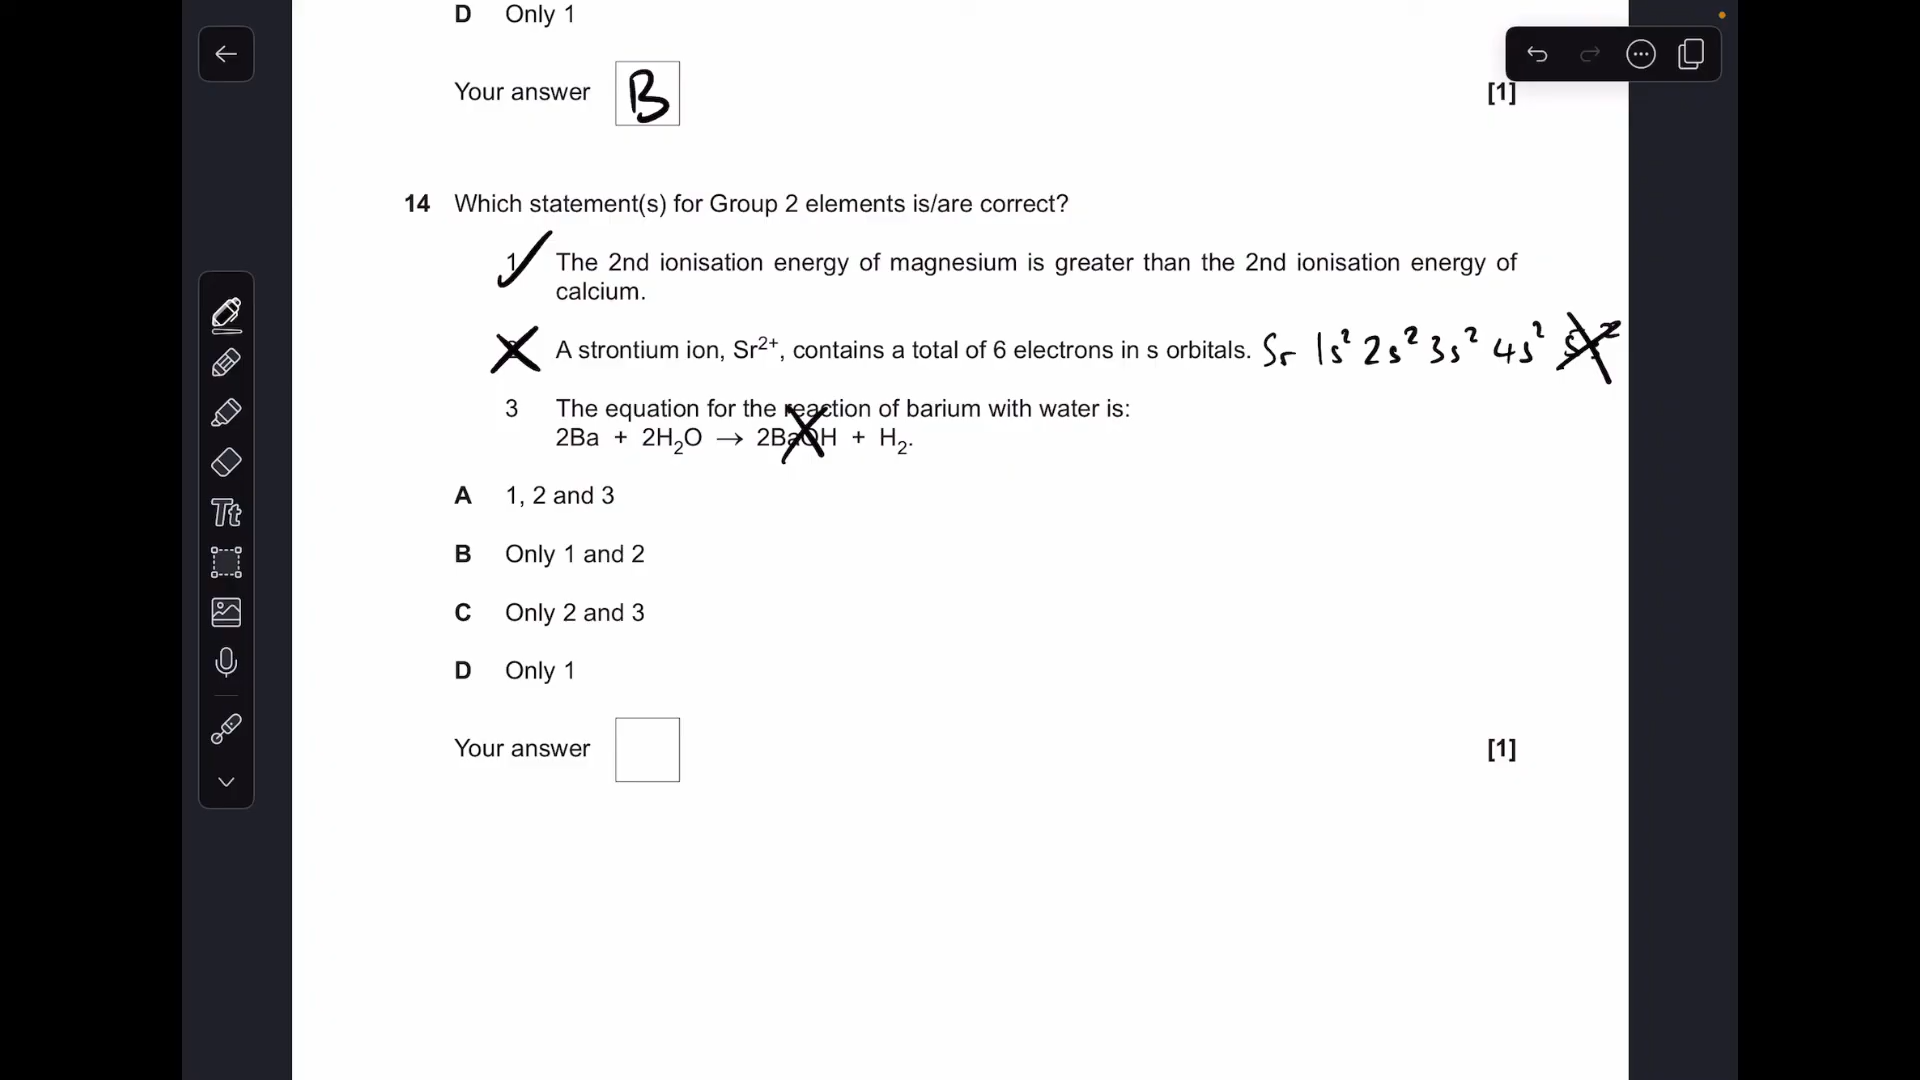 D Only 1
Your answer B [1]
14 Which statement(s) for Group 2 elements is/are correct?
1 The 2nd ionisation energy of magnesium is greater than the 2nd ionisation energy of
calcium.
A strontium ion, Sr²⁺, contains a total of 6 electrons in s orbitals. Sr 1s² 2s² 3s² 4s²
3 The equation for the reaction of barium with water is:
2Ba + 2H₂O → 2BaOH + H₂.
A 1, 2 and 3
B Only 1 and 2
C Only 2 and 3
D Only 1
Your answer [1]
Tt